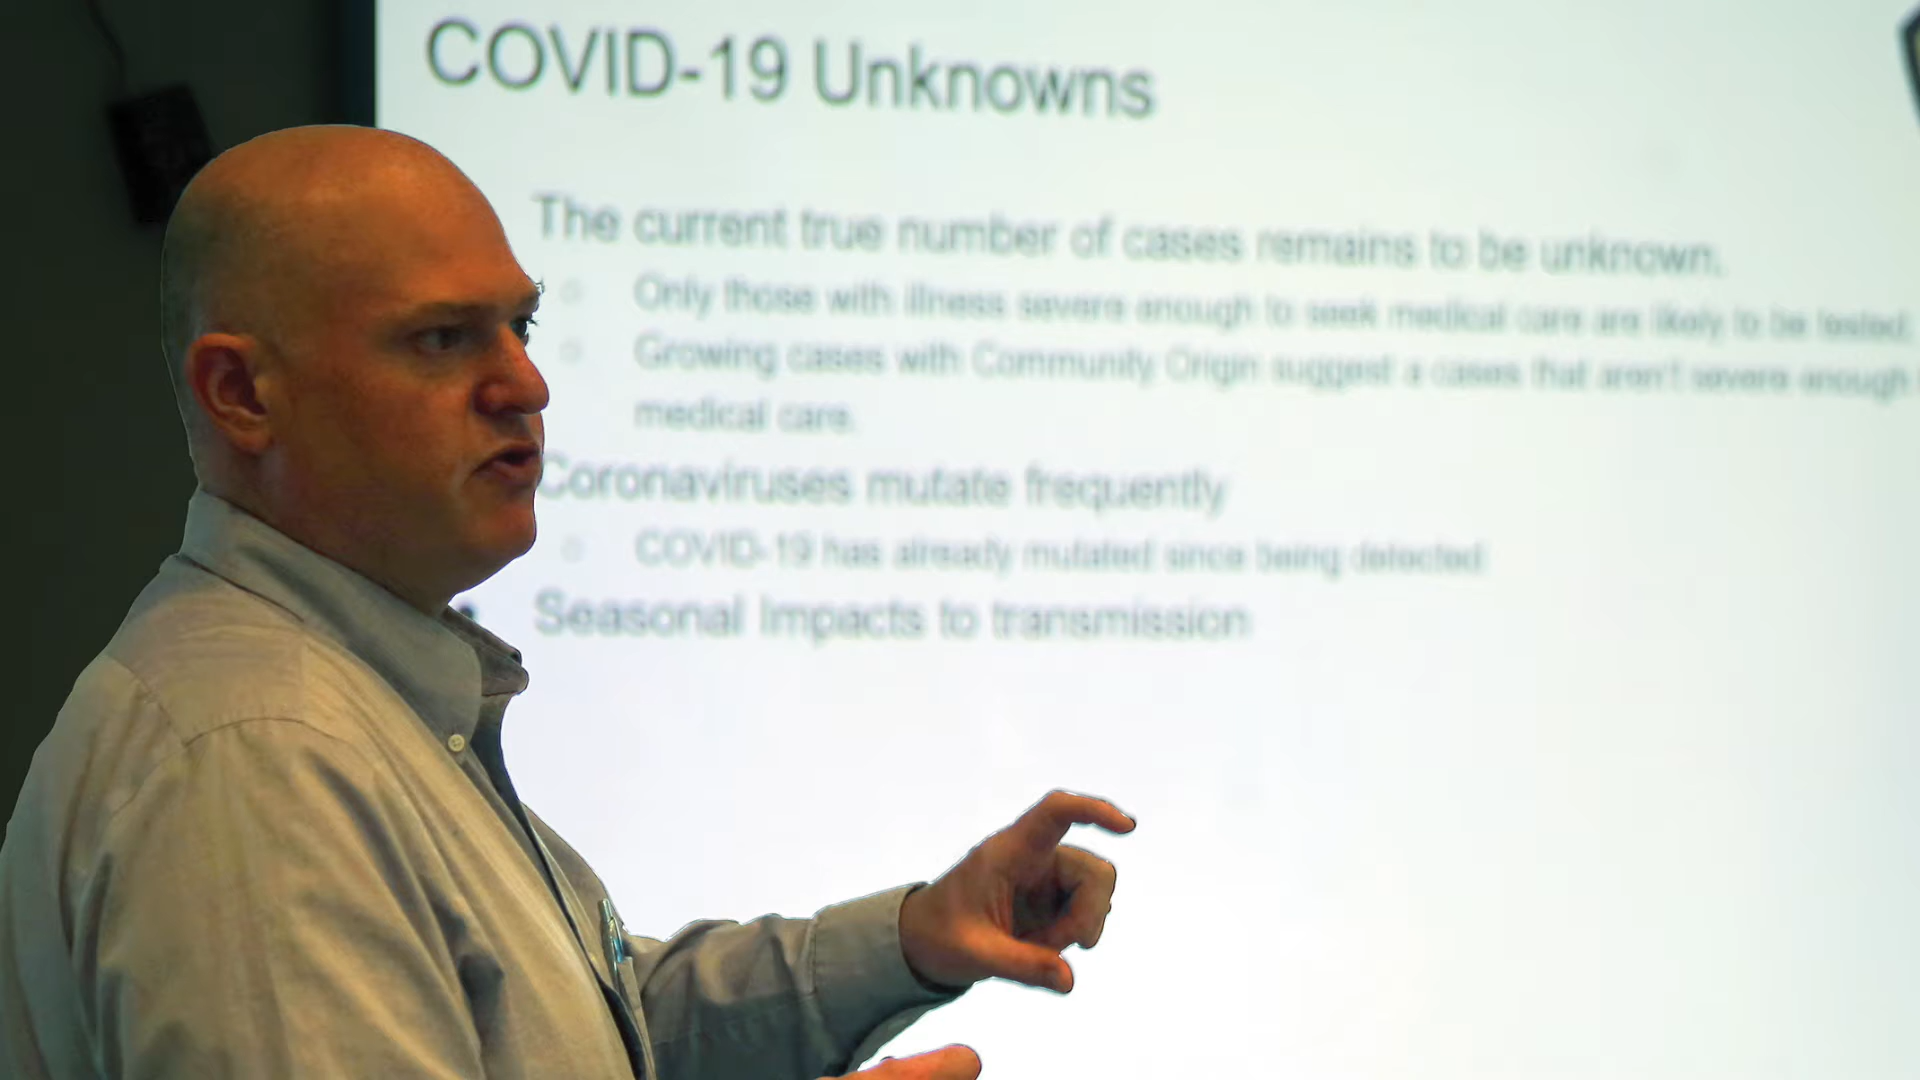 COVID-19 Unknowns
The current true number of cases remains to be unknown.
Only those with illness severe enough to seek medical care are likely to be tested.
Growing cases with Community Origin suggest a cases that aren't severe enough
medical care.
Coronaviruses mutate frequently
COVID-19 has already mutated since being detected
Seasonal Impacts to transmission